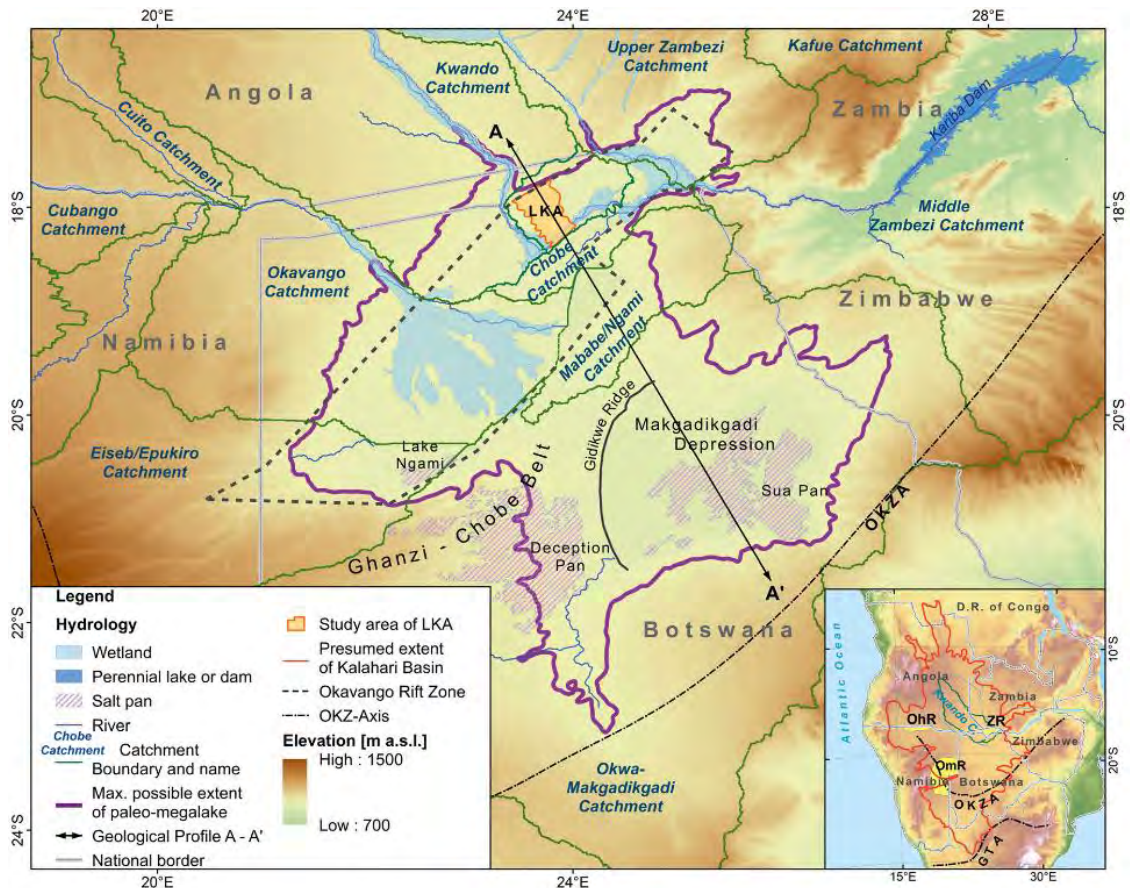 20°E
24°E
28°E
Upper Zambezi
Catchment
Kafue Catchment
Kwando
Catchment
Angola
Zambia
Kariba Dam
A
Cuito Catchment
18°S
18°S
LKA
Cubango
Catchment
Middle
Zambezi Catchment
Chobe
Catchment
Okavango
Catchment
Zimbabwe
Namibia
Mababe/Ngami
Catchment
20°S
20°S
Gidikwe Ridge
Makgadikgadi
Depression
Eiseb/Epukiro
Catchment
Lake
Ngami
Sua Pan
OKZA
Ghanzi - Chobe Belt
Deception
Pan
A'
Botswana
22°S
24°S
Okwa-
Makgadikgadi
Catchment
Legend
Hydrology
Wetland
Perennial lake or dam
Salt pan
River
Chobe
Catchment
Catchment
Boundary and name
Max. possible extent
of paleo-megalake
Geological Profile A - A'
National border
Study area of LKA
Presumed extent
of Kalahari Basin
Okavango Rift Zone
OKZ-Axis
Elevation [m a.s.l.]
High : 1500
Low : 700
D.R. of Congo
Atlantic Ocean
10°S
Angola
Zambia
Kwando C.
OhR
ZR
Zimbabwe
20°S
OmR
Namibia
Botswana
OKZA
GTA
15°E
30°E
20°E
24°E